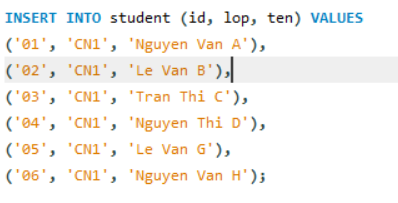 INSERT INTO student (id, lop, ten) VALUES
('01', 'CN1', 'Nguyen Van A'),
('02', 'CN1', 'Le Van B'),
('03', 'CN1', 'Tran Thi C'),
('04', 'CN1', 'Nguyen Thi D'),
('05', 'CN1', 'Le Van G'),
('06', 'CN1', 'Nguyen Van H');